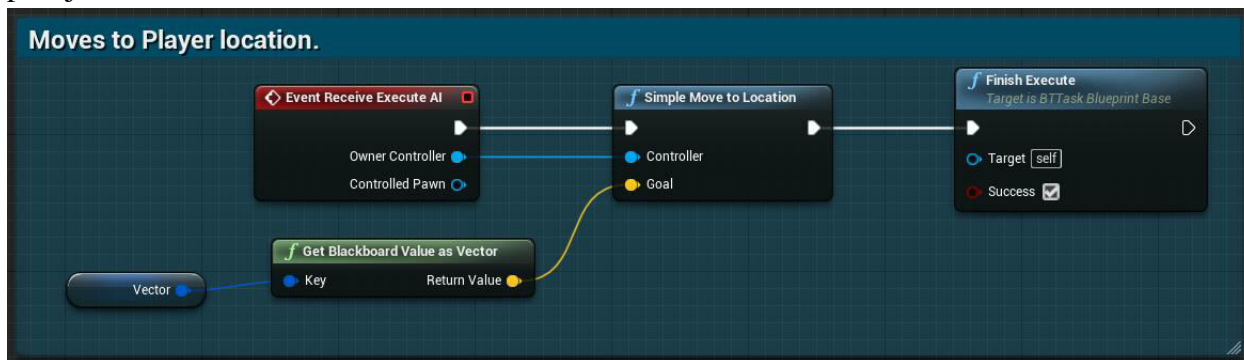 Moves to Player location.
Event Receive Execute AI
Owner Controller
Controlled Pawn
Simple Move to Location
Controller
Goal
Finish Execute
Target is BTTask Blueprint Base
Target self
Success
Get Blackboard Value as Vector
Key Return Value
Vector